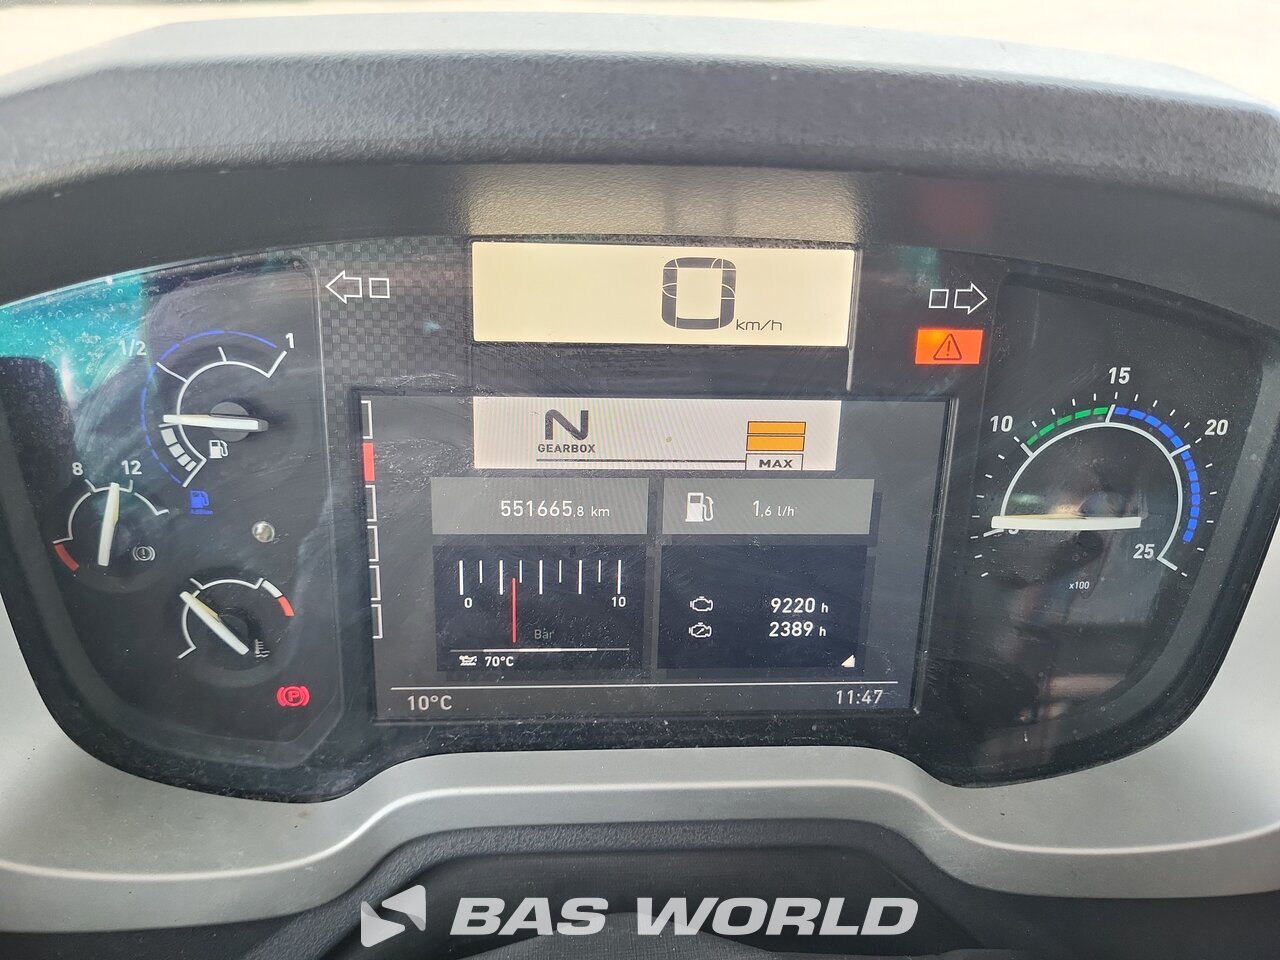 0 km/h
1/2
1
8
12
Additive
P
N
GEARBOX
MAX
551665,8 km
1,6 l/h
0
10
Bar
70°C
9220 h
2389 h
10°C
11:47
10
15
20
25
x100
BAS WORLD